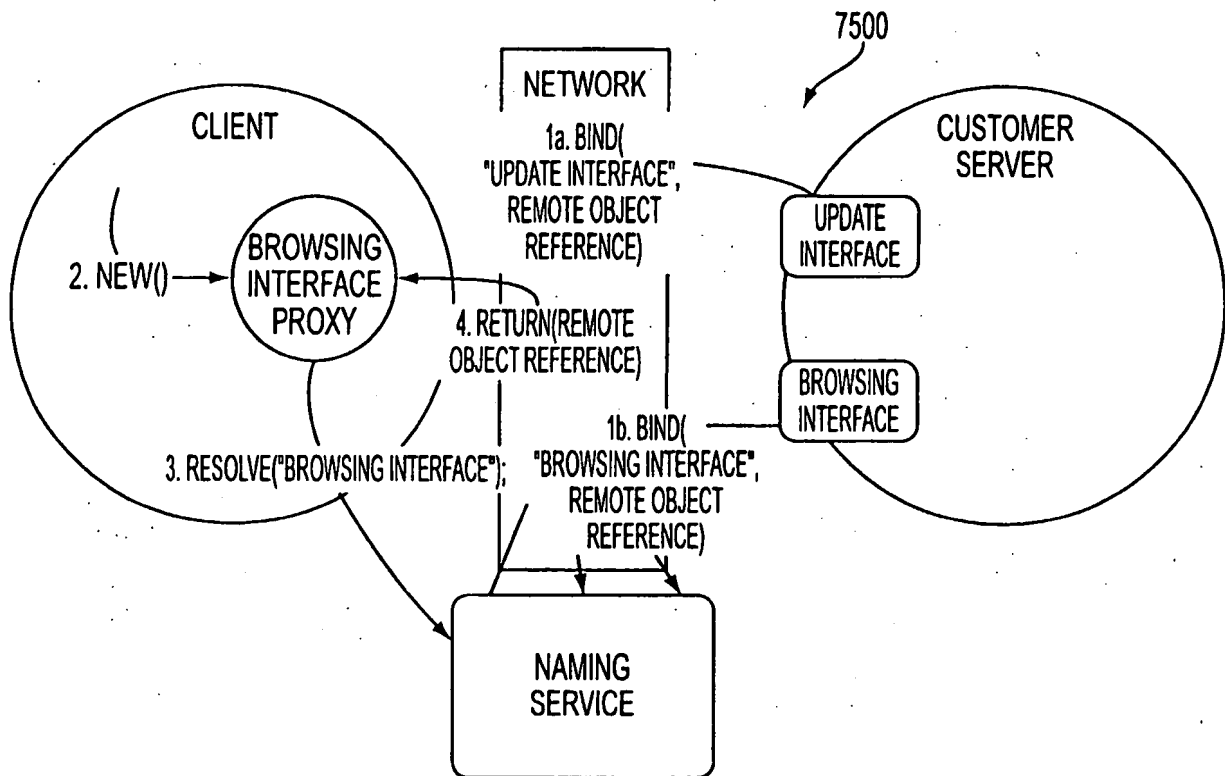 7500
NETWORK
CLIENT
CUSTOMER
SERVER
1a. BIND(
"UPDATE INTERFACE",
REMOTE OBJECT
REFERENCE)
UPDATE
INTERFACE
2. NEW()
BROWSING
INTERFACE
PROXY
4. RETURN(REMOTE
OBJECT REFERENCE)
BROWSING
INTERFACE
1b. BIND(
"BROWSING INTERFACE",
REMOTE OBJECT
REFERENCE)
3. RESOLVE("BROWSING INTERFACE");
NAMING
SERVICE